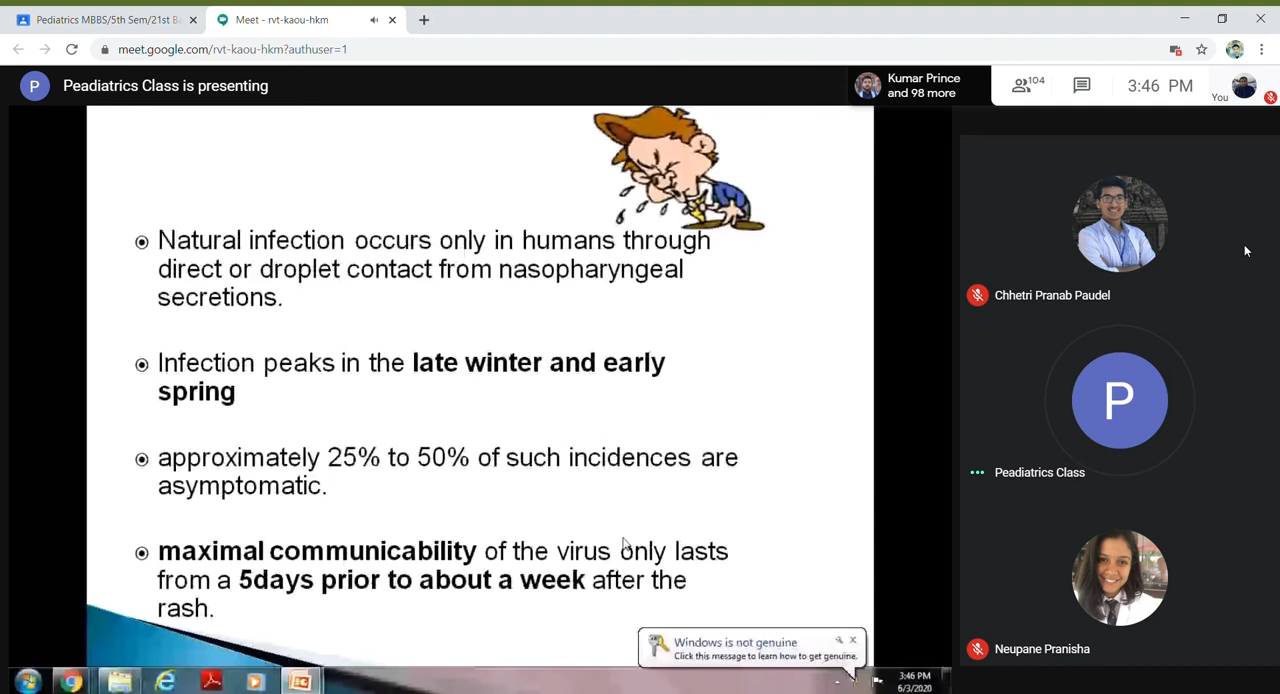 Pediatrics MBBS/5th Sem/21st B
Meet - rvt-kaou-hkm
meet.google.com/rvt-kaou-hkm?authuser=1
P
Peadiatrics Class is presenting
Kumar Prince
and 98 more
104
3:46 PM
You
Natural infection occurs only in humans through
direct or droplet contact from nasopharyngeal
secretions.
Infection peaks in the late winter and early
spring
approximately 25% to 50% of such incidences are
asymptomatic.
maximal communicability of the virus only lasts
from a 5days prior to about a week after the
rash.
Chhetri Pranab Paudel
P
Peadiatrics Class
Neupane Pranisha
Windows is not genuine
Click this message to learn how to get genuine.
3:46 PM
6/3/2020